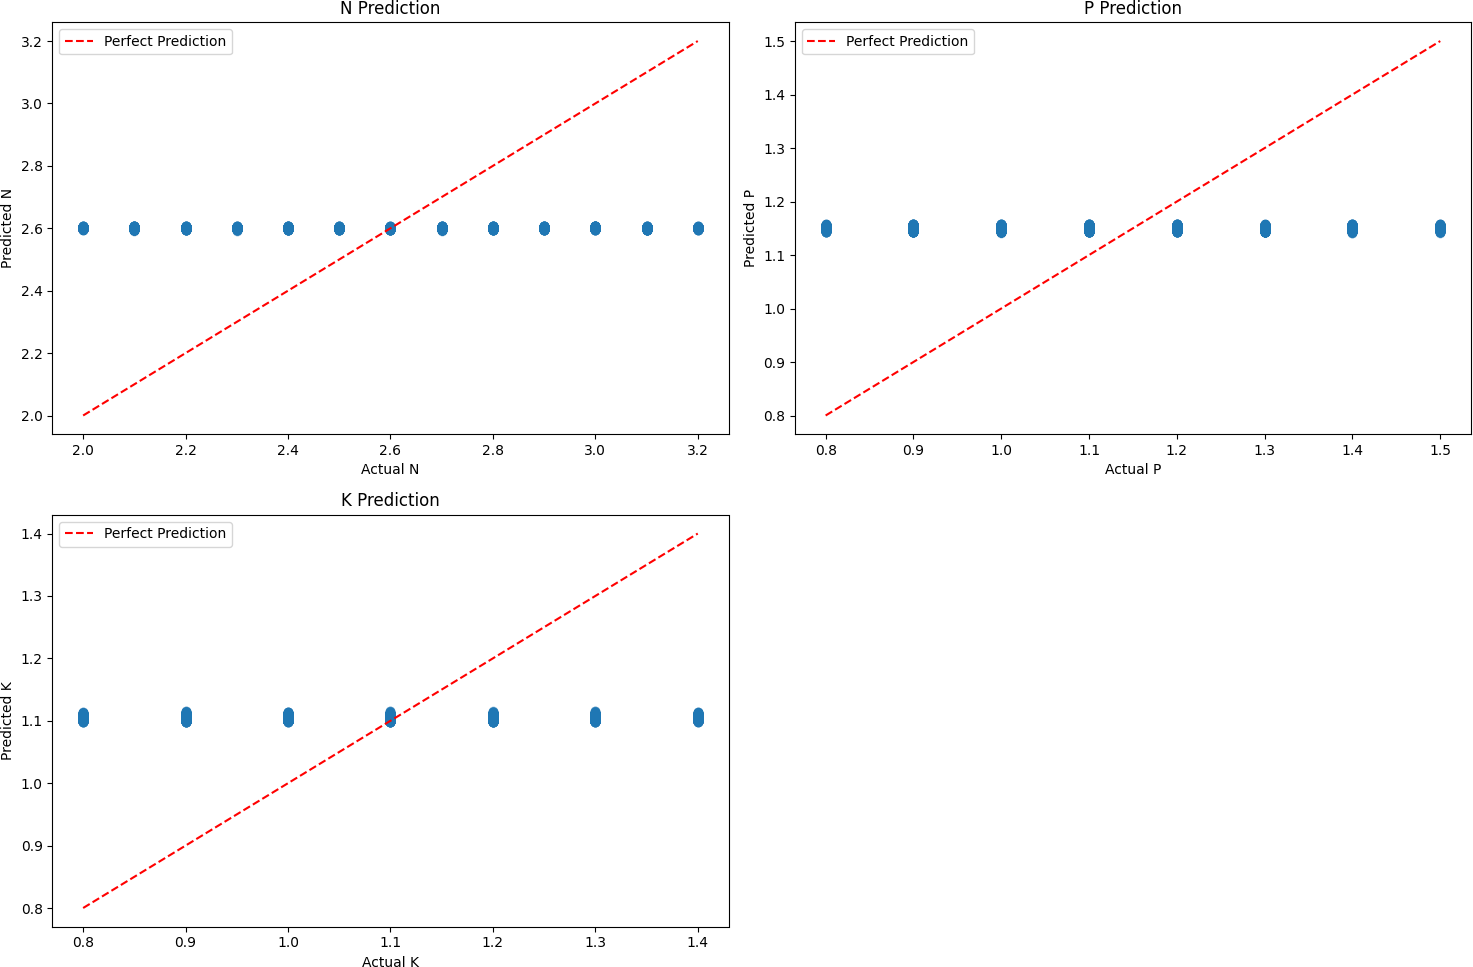 N Prediction
Perfect Prediction
3.2
3.0
2.8
2.6
2.4
2.2
2.0
Predicted N
2.0 2.2 2.4 2.6 2.8 3.0 3.2
Actual N
P Prediction
Perfect Prediction
1.5
1.4
1.3
1.2
1.1
1.0
0.9
0.8
Predicted P
0.8 0.9 1.0 1.1 1.2 1.3 1.4 1.5
Actual P
K Prediction
Perfect Prediction
1.4
1.3
1.2
1.1
1.0
0.9
0.8
Predicted K
0.8 0.9 1.0 1.1 1.2 1.3 1.4
Actual K